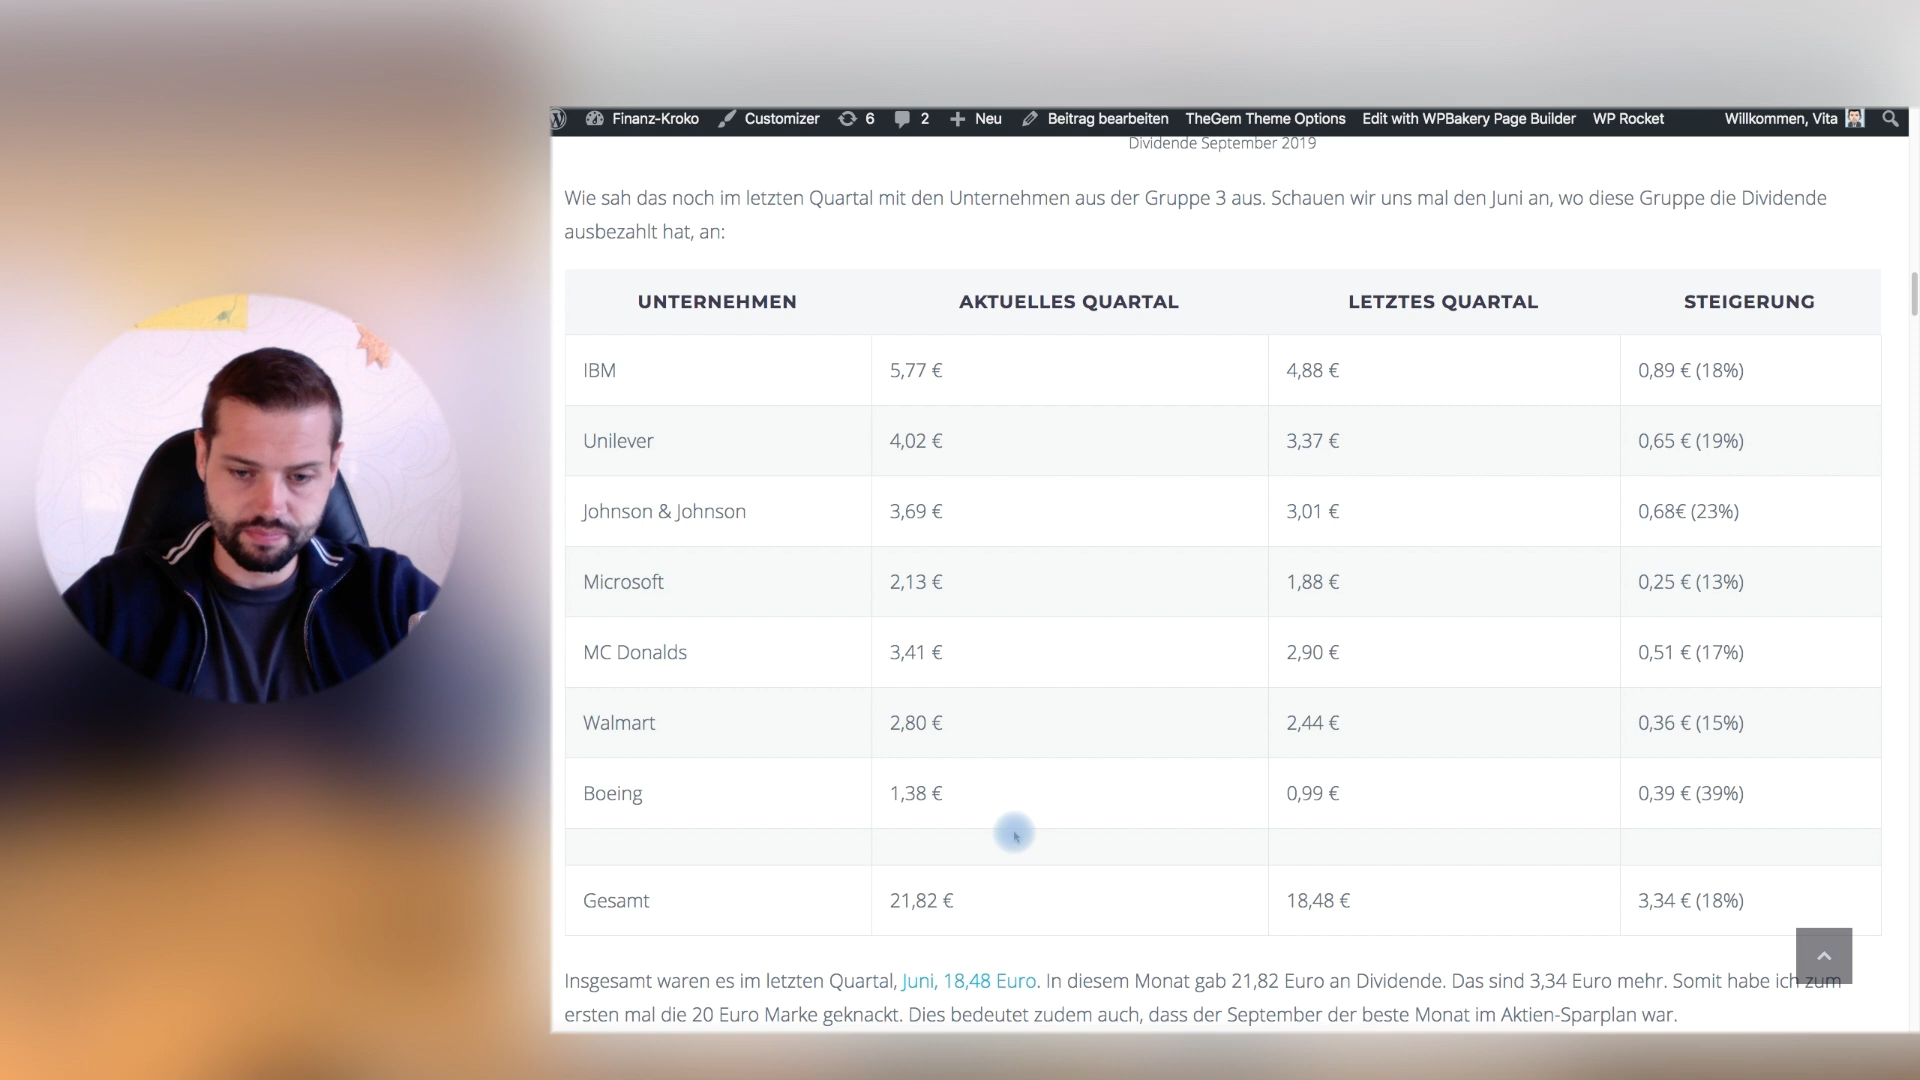 Finanz-Kroko Customizer 6 2 Neu Beitrag bearbeiten TheGem Theme Options Edit with WPBakery Page Builder WP Rocket Willkommen, Vita
Dividende September 2019
Wie sah das noch im letzten Quartal mit den Unternehmen aus der Gruppe 3 aus. Schauen wir uns mal den Juni an, wo diese Gruppe die Dividende
ausbezahlt hat, an:
UNTERNEHMEN AKTUELLES QUARTAL LETZTES QUARTAL STEIGERUNG
IBM 5,77 € 4,88 € 0,89 € (18%)
Unilever 4,02 € 3,37 € 0,65 € (19%)
Johnson & Johnson 3,69 € 3,01 € 0,68€ (23%)
Microsoft 2,13 € 1,88 € 0,25 € (13%)
MC Donalds 3,41 € 2,90 € 0,51 € (17%)
Walmart 2,80 € 2,44 € 0,36 € (15%)
Boeing 1,38 € 0,99 € 0,39 € (39%)
Gesamt 21,82 € 18,48 € 3,34 € (18%)
Insgesamt waren es im letzten Quartal, Juni, 18,48 Euro. In diesem Monat gab 21,82 Euro an Dividende. Das sind 3,34 Euro mehr. Somit habe ich zum
ersten mal die 20 Euro Marke geknackt. Dies bedeutet zudem auch, dass der September der beste Monat im Aktien-Sparplan war.